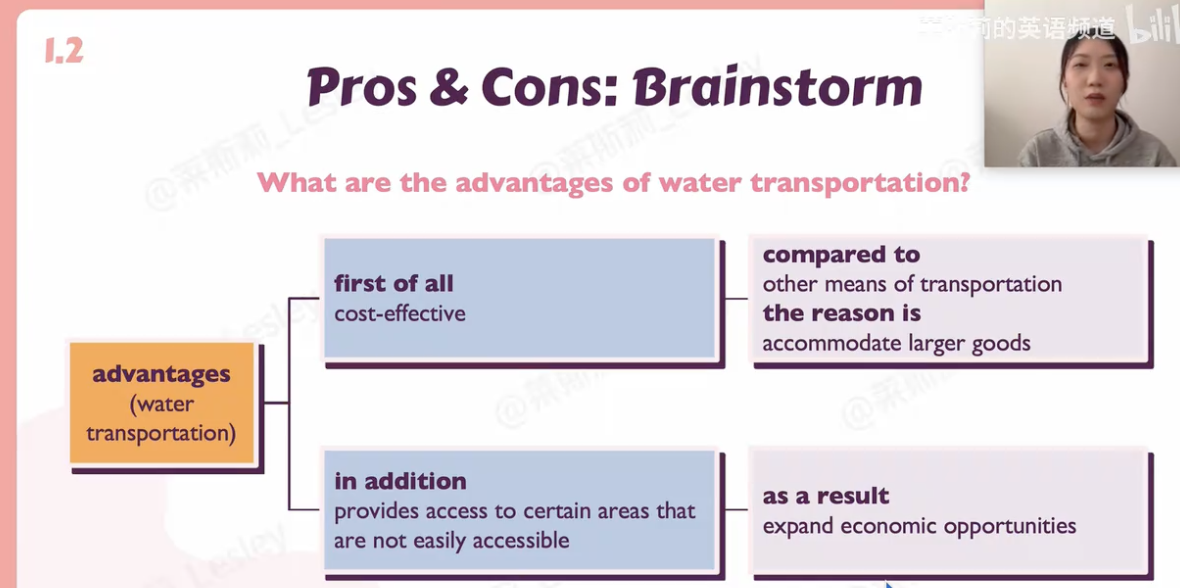 1.2
莉的英语频道 bili
Pros & Cons: Brainstorm
What are the advantages of water transportation?
advantages
(water
transportation)
first of all
cost-effective
compared to
other means of transportation
the reason is
accommodate larger goods
in addition
provides access to certain areas that
are not easily accessible
as a result
expand economic opportunities
@莱斯莉_Lesley